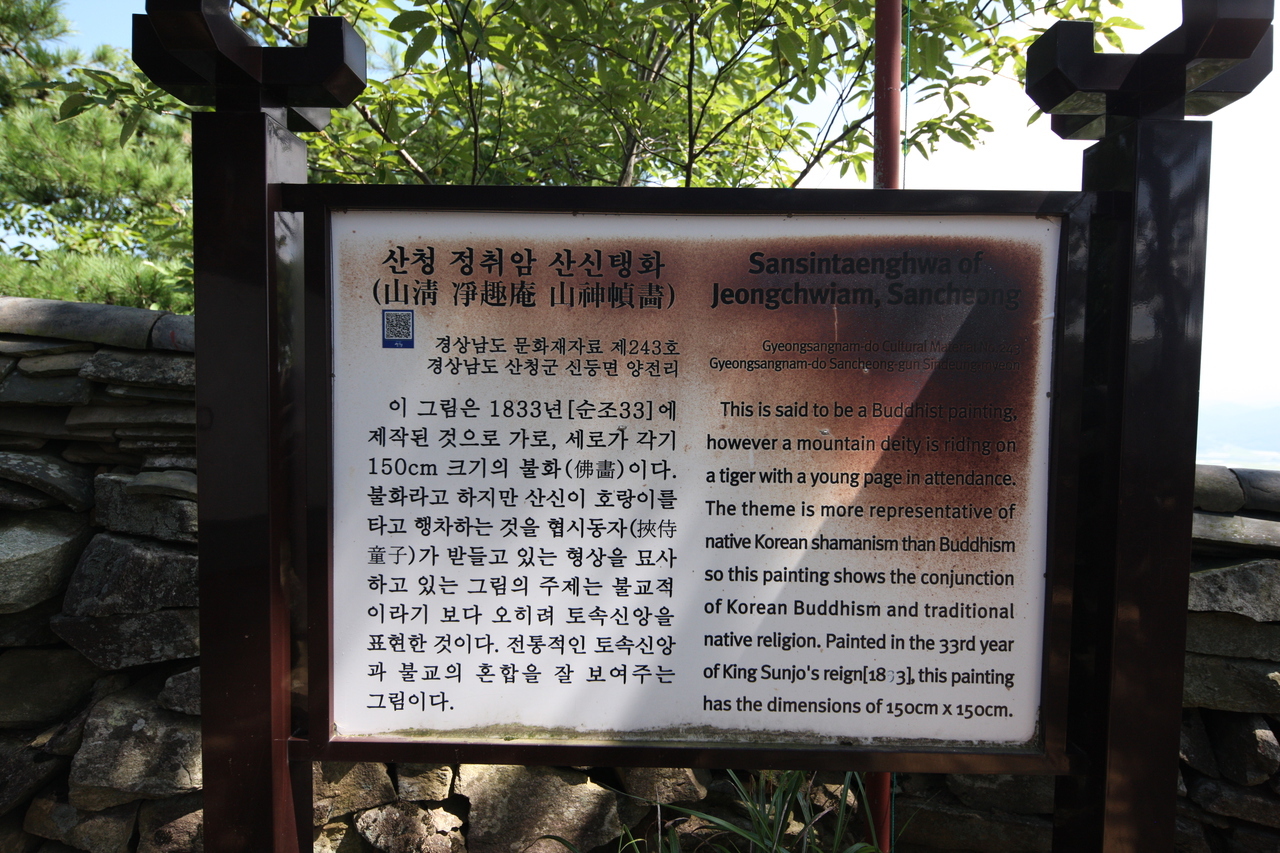 산청 정취암 산신탱화
(山淸 淨趣庵 山神幀畵)
경상남도 문화재자료 제243호
경상남도 산청군 신등면 양전리
이 그림은 1833년[순조33]에
제작된 것으로 가로, 세로가 각기
150cm 크기의 불화(佛畵)이다.
불화라고 하지만 산신이 호랑이를
타고 행차하는 것을 협시동자(挾侍
童子)가 받들고 있는 형상을 묘사
하고 있는 그림의 주제는 불교적
이라기 보다 오히려 토속신앙을
표현한 것이다. 전통적인 토속신앙
과 불교의 혼합을 잘 보여주는
그림이다.
Sansintaenghwa of
Jeongchwiam, Sancheong
Gyeongsangnam-do Cultural Material No.
Gyeongsangnam-do Sancheong-gun
This is said to be a Buddhist painting,
however a mountain deity is riding on
a tiger with a young page in attendance.
The theme is more representative of
native Korean shamanism than Buddhism
so this painting shows the conjunction
of Korean Buddhism and traditional
native religion. Painted in the 33rd year
of King Sunjo's reign[1833], this painting
has the dimensions of 150cm x 150cm.